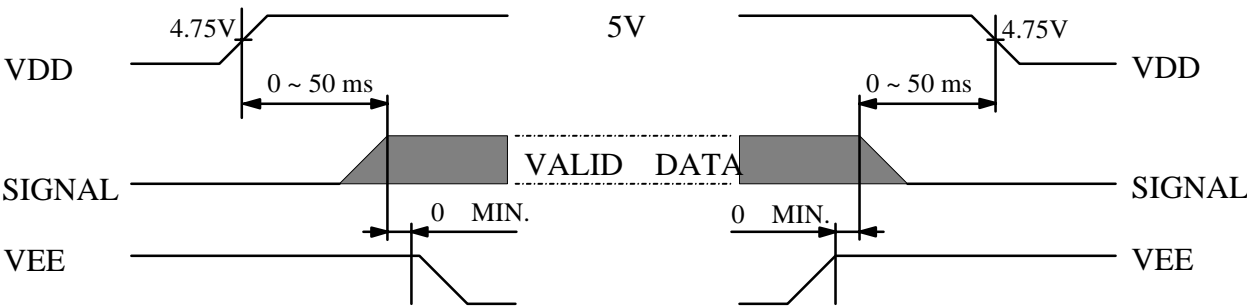 4.75V
5V
4.75V
VDD
VDD
0 ~ 50 ms
0 ~ 50 ms
VALID DATA
SIGNAL
SIGNAL
0 MIN.
0 MIN.
VEE
VEE